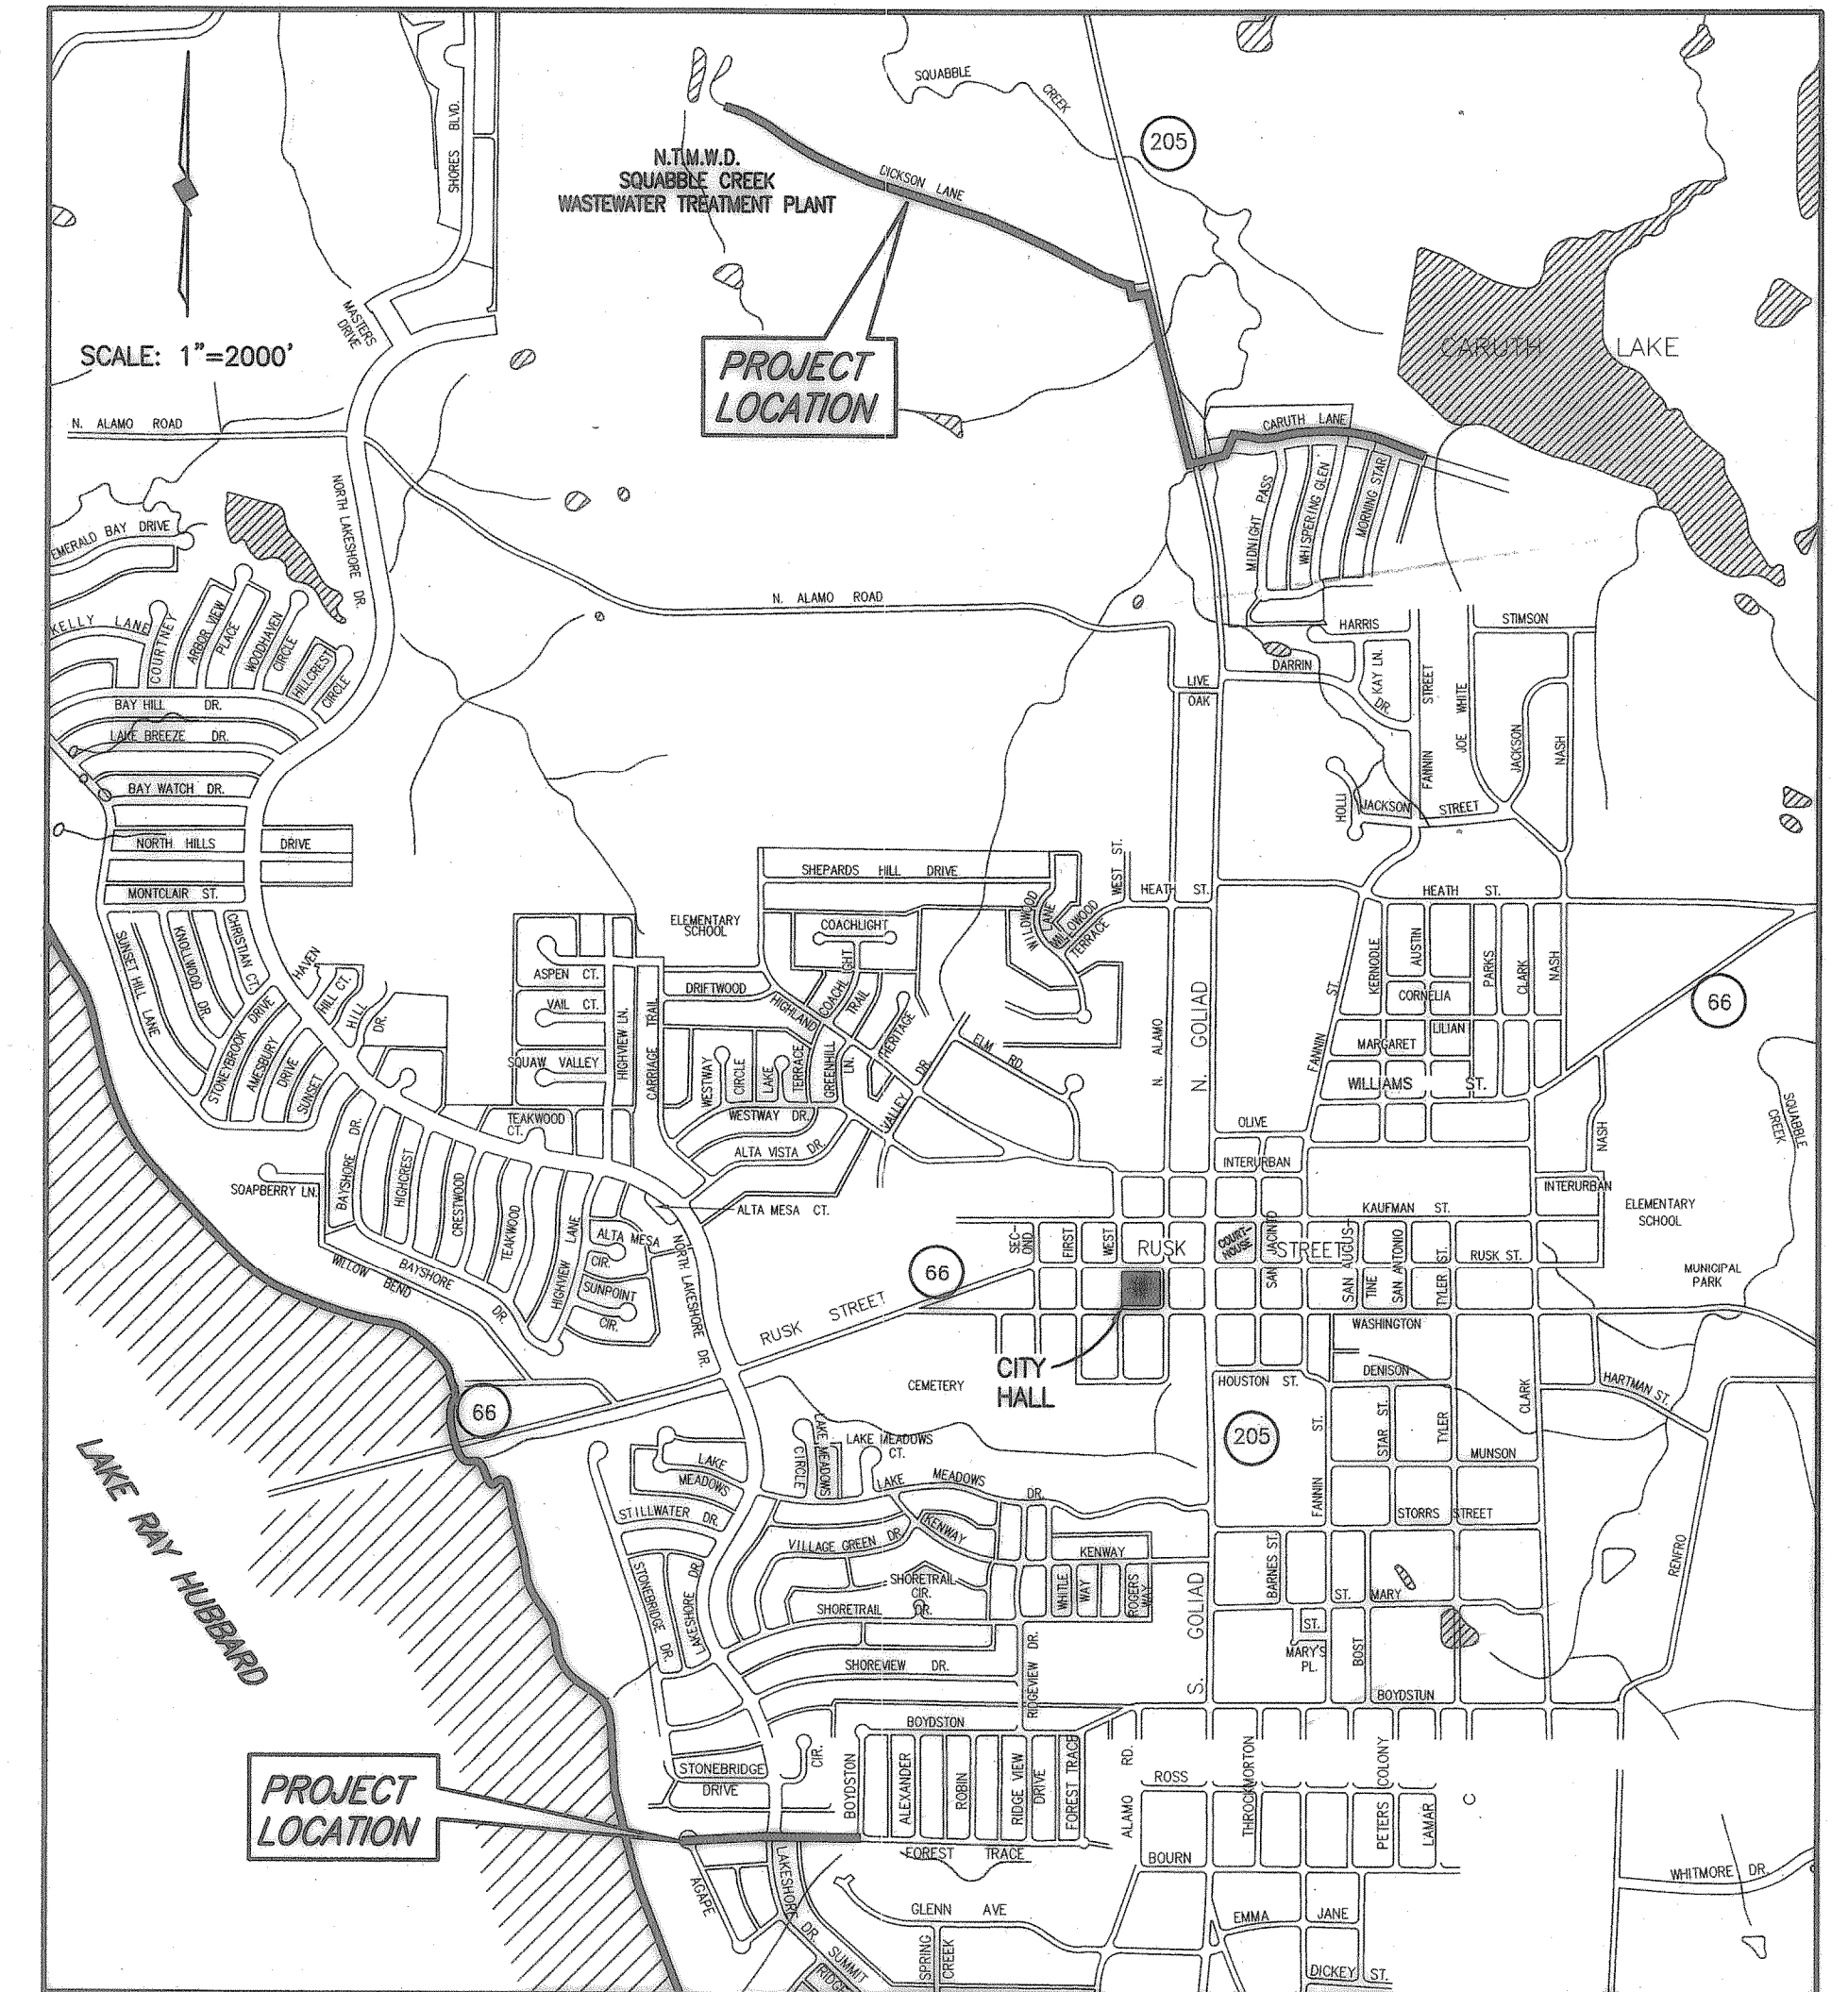 SQUABBLE
CREEK
SHORES BLVD.
205
N.T.M.W.D.
SQUABBLE CREEK
WASTEWATER TREATMENT PLANT
DICKSON LANE
MASTERS
DRIVE
SCALE: 1"=2000'
PROJECT
LOCATION
CARUTH LAKE
N. ALAMO ROAD
CARUTH LANE
NORTH LAKESHORE DR.
MIDNIGHT PASS
WHISPERING GLEN
MORNING STAR
EMERALD BAY DRIVE
N. ALAMO ROAD
KELLY LANE
COURTNEY
ARBOR VIEW
PLACE
WOODHAVEN
CIRCLE
HILLCREST
CIRCLE
HARRIS
STIMSON
DARRIN
KAY LN.
DR.
STREET
FANNIN
JOE WHITE
LIVE
OAK
BAY HILL DR.
LAKE BREEZE DR.
BAY WATCH DR.
JACKSON
NASH
HOLLI
JACKSON STREET
NORTH HILLS DRIVE
MONTCLAIR ST.
SHEPARDS HILL DRIVE
WEST ST.
HEATH ST.
HEATH ST.
ELEMENTARY
SCHOOL
COACHLIGHT
WILDWOOD
LANE
WILDWOOD
TERRACE
SUNSET HILL LANE
KNOLLWOOD DR.
CHRISTIAN CT.
HAVEN
HILL CT.
HILL
DR.
ASPEN CT.
VAIL CT.
SQUAW VALLEY
HIGHVIEW LN.
CARRIAGE TRAIL
DRIFTWOOD
HIGHLAND
COACHLIGHT
TRAIL
HERITAGE
ELM RD.
N. ALAMO
N. GOLIAD
FANNIN ST.
KERNODLE
AUSTIN
PARKS
CLARK
NASH
CORNELIA
LILIAN
MARGARET
WILLIAMS ST.
66
STONEYBROOK DRIVE
AMESBURY
DRIVE
SUNSET
WESTWAY
CIRCLE
LAKE
TERRACE
GREENHILL
LN.
VALLEY DR.
WESTWAY DR.
ALTA VISTA DR.
TEAKWOOD
CT.
OLIVE
INTERURBAN
NASH
SQUABBLE
CREEK
SOAPBERRY LN.
BAYSHORE DR.
HIGHCREST
CRESTWOOD
TEAKWOOD
HIGHVIEW LANE
ALTA MESA
CIR.
SUNPOINT
CIR.
ALTA MESA CT.
NORTH LAKESHORE DR.
INTERURBAN
ELEMENTARY
SCHOOL
KAUFMAN ST.
SEC-
OND
FIRST
WEST
RUSK STREET
COURT-
HOUSE
SAN JACINTO
SAN AUGUS-
TINE
SAN ANTONIO
TYLER ST.
RUSK ST.
MUNICIPAL
PARK
WILLOW BEND
BAYSHORE DR.
66
RUSK STREET
WASHINGTON
CITY
HALL
CEMETERY
HOUSTON ST.
DENISON
HARTMAN ST.
CLARK
66
205
LAKE RAY HUBBARD
LAKE
MEADOWS
CIRCLE
LAKE MEADOWS
LAKE MEADOWS
CT.
LAKE MEADOWS DR.
FANNIN ST.
STAR ST.
TYLER
MUNSON
STILLWATER DR.
KENWAY
VILLAGE GREEN DR.
KENWAY
STORRS STREET
RENFRO
STONEBRIDGE DR.
LAKESHORE DR.
SHORETRAIL
CIR.
SHORETRAIL DR.
WHITLE
WAY
ROGERS
WAY
BARNES ST.
ST. MARY
ST.
MARY'S
PL.
BOST
S. GOLIAD
SHOREVIEW DR.
RIDGEVIEW DR.
BOYDSTUN
BOYDSTON
PROJECT
LOCATION
STONEBRIDGE
DRIVE
CIR.
BOYDSTON
ALEXANDER
ROBIN
RIDGE VIEW
DRIVE
FOREST TRACE
ALAMO RD.
ROSS
THROCKMORTON
PETERS COLONY
LAMAR
C
FOREST TRACE
BOURN
WHITMORE DR.
AGAPE
LAKESHORE DR.
GLENN AVE
EMMA JANE
SUMMIT
RIDGE
SPRING
CREEK
DICKEY ST.